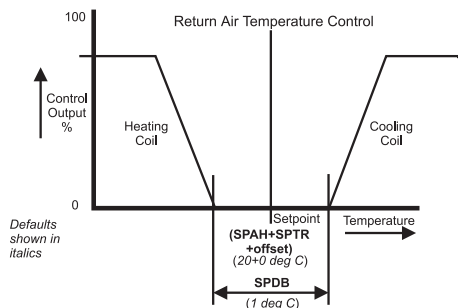 Return Air Temperature Control
100
Control
Output
%
Heating
Coil
Cooling
Coil
0
Setpoint
Temperature
(SPAH+SPTR
+offset)
(20+0 deg C)
Defaults
shown in
italics
SPDB
(1 deg C)